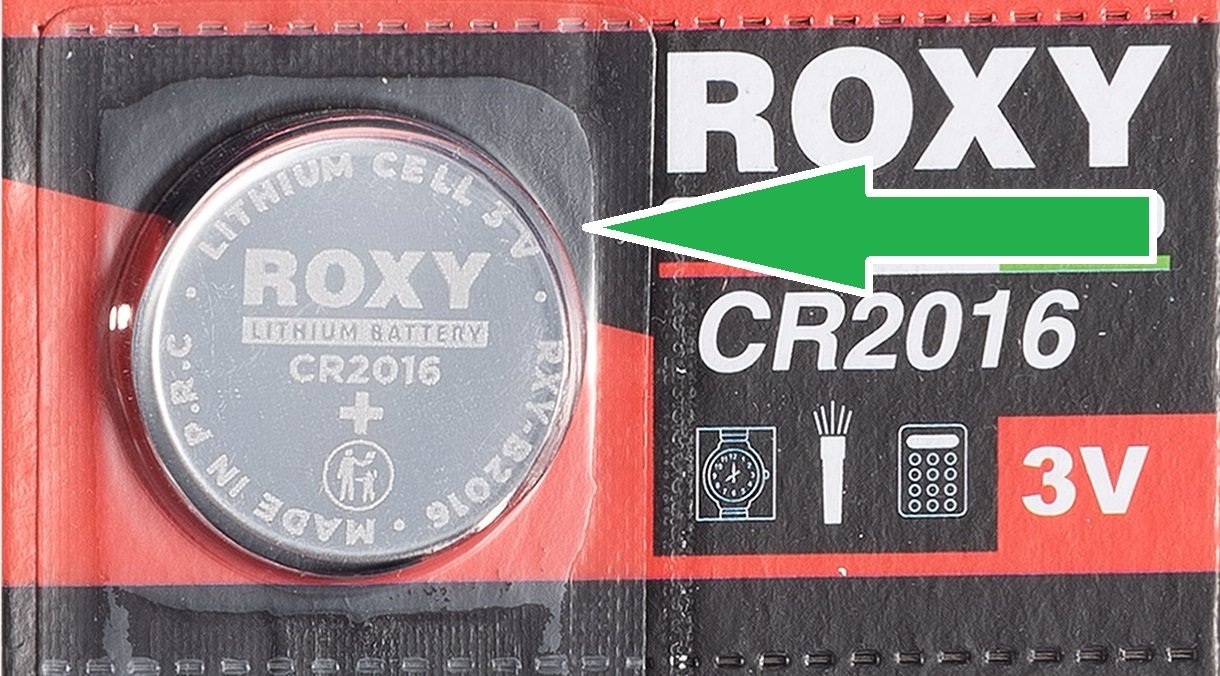 LITHIUM CELL 3 V
ROXY
LITHIUM BATTERY
CR2016
+
RXY-B2016
MADE IN P.R.C
ROXY
CR2016
3V